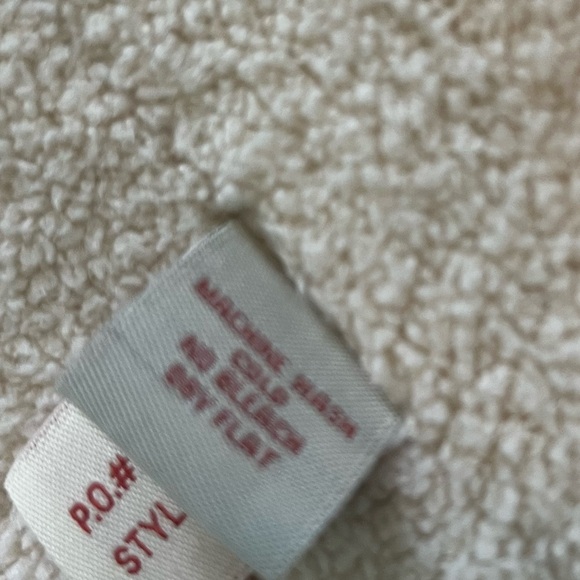 MACHINE WASH
COLD
NO BLEACH
DRY FLAT
P.O.#
STYL